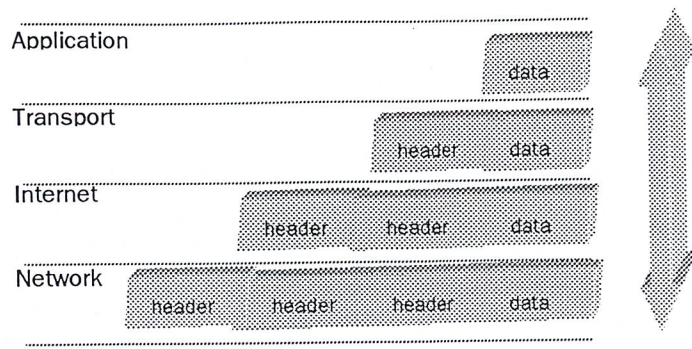 Application
data
Transport
header data
Internet
header header data
Network
header header header data